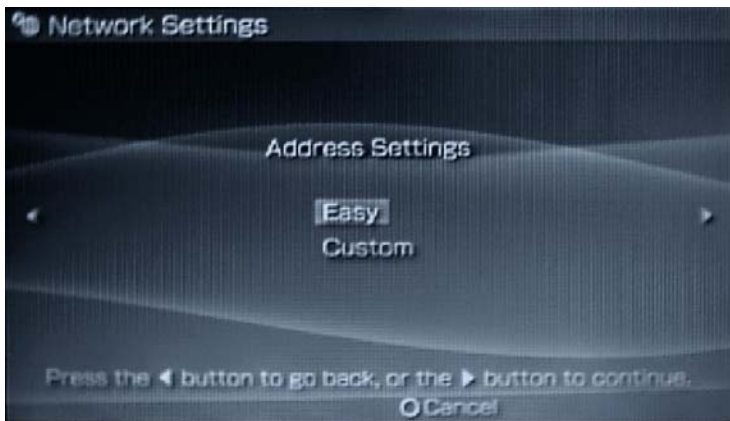 Network Settings
Address Settings
Easy
Custom
Press the ◀ button to go back, or the ▶ button to continue.
O Cancel